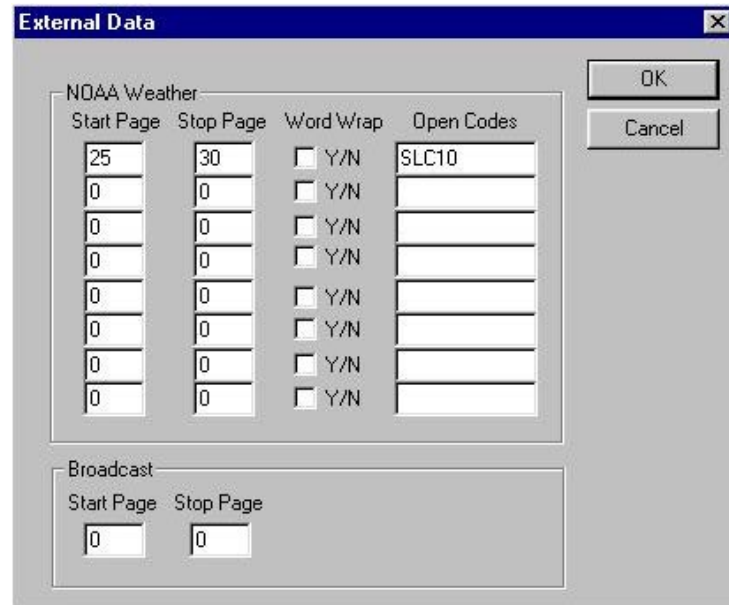 External Data
OK
Cancel
NOAA Weather
Start Page Stop Page Word Wrap Open Codes
25 30 Y/N SLC10
0 0 Y/N
0 0 Y/N
0 0 Y/N
0 0 Y/N
0 0 Y/N
0 0 Y/N
0 0 Y/N
Broadcast
Start Page Stop Page
0 0